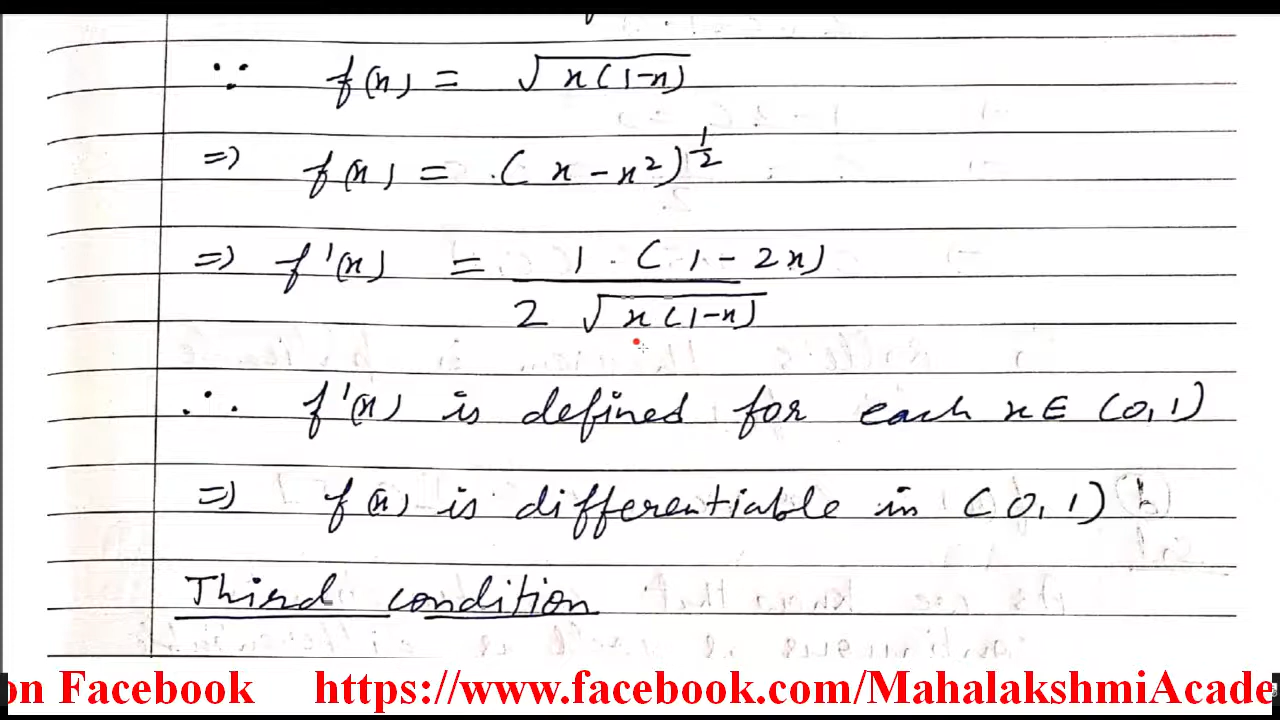 ∵ f(x) = √x(1-x)
⇒ f(x) = (x - x²)^1/2
⇒ f'(x) = 1 · (1 - 2x)
2 √x(1-x)
∴ f'(x) is defined for each x ∈ (0,1)
⇒ f(x) is differentiable in (0,1)
Third condition
on Facebook https://www.facebook.com/MahalakshmiAcade